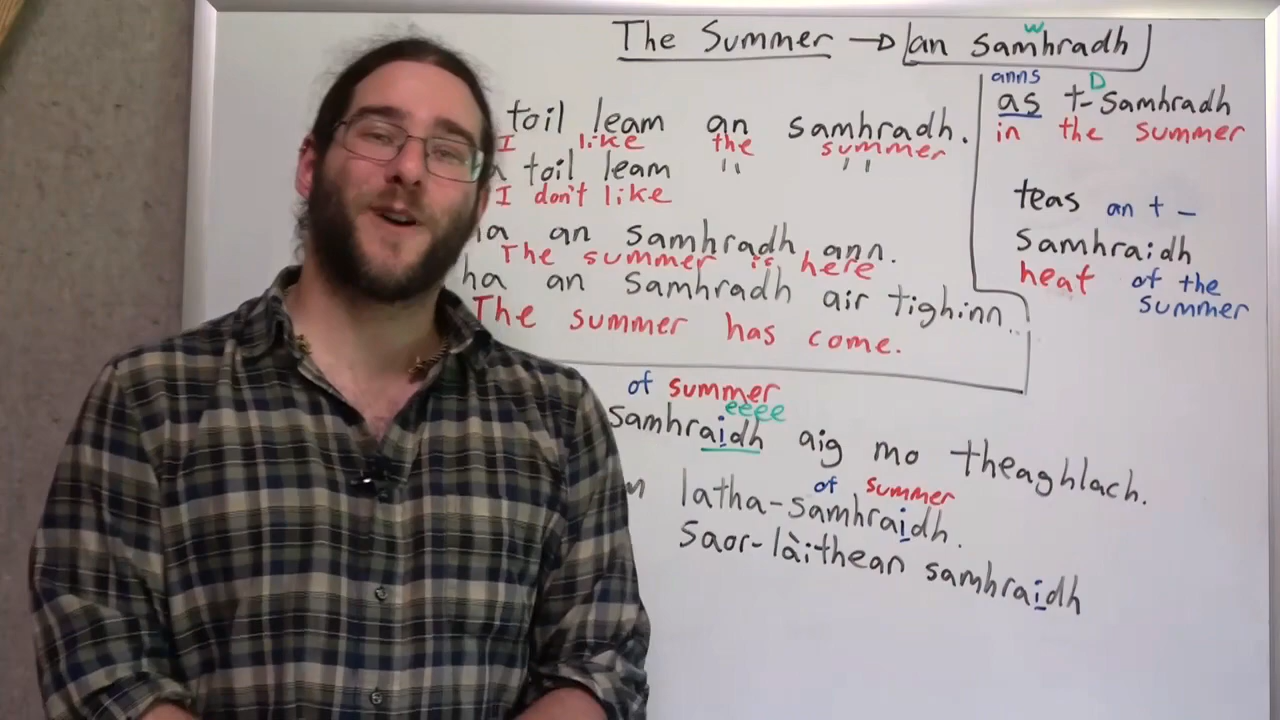 The Summer → an samhradh
w
toil leam an samhradh.
I like the summer
toil leam " "
I don't like
an samhradh ann.
The summer is here
ha an samhradh air tighinn.
The summer has come.
anns D
as t-samhradh
in the summer
teas an t-
samhraidh
heat of the
summer
of summer
eeee
samhraidh aig mo theaghlach.
of summer
latha-samhraidh.
saor-làithean samhraidh